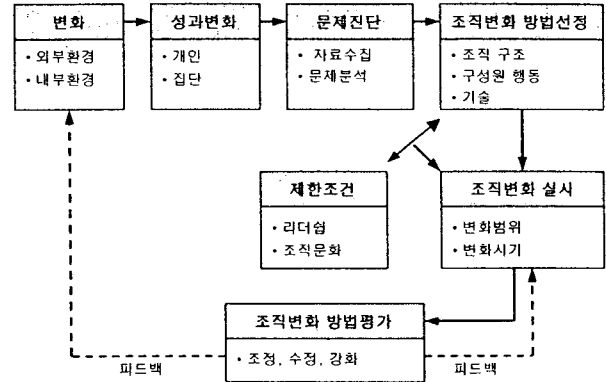 변화
• 외부환경
• 내부환경
성과변화
• 개인
• 집단
문제진단
• 자료수집
• 문제분석
조직변화 방법선정
• 조직 구조
• 구성원 행동
• 기술
제한조건
• 리더쉽
• 조직문화
조직변화 실시
• 변화범위
• 변화시기
조직변화 방법평가
• 조정, 수정, 강화
피드백
피드백